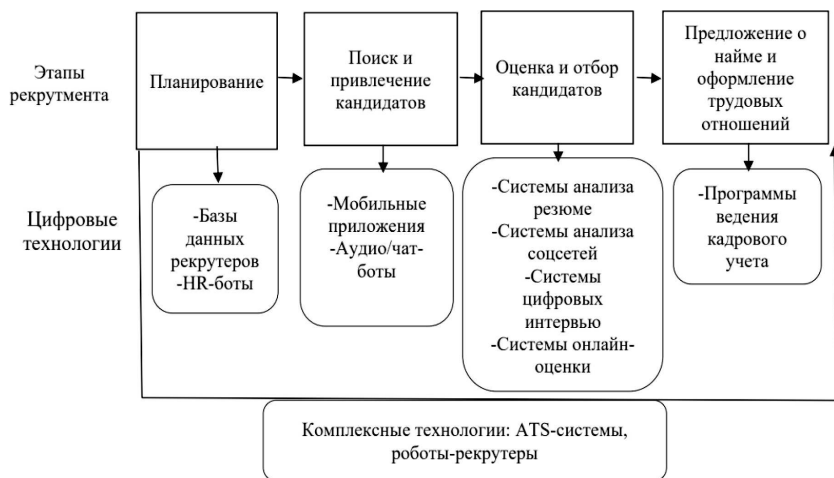 Этапы
рекрутмента
Планирование
Поиск и
привлечение
кандидатов
Оценка и отбор
кандидатов
Предложение о
найме и
оформление
трудовых
отношений
Цифровые
технологии
-Базы
данных
рекрутеров
-HR-боты
-Мобильные
приложения
-Аудио/чат-
боты
-Системы анализа
резюме
-Системы анализа
соцсетей
-Системы
цифровых
интервью
-Системы онлайн-
оценки
-Программы
ведения
кадрового
учета
Комплексные технологии: ATS-системы,
роботы-рекрутеры